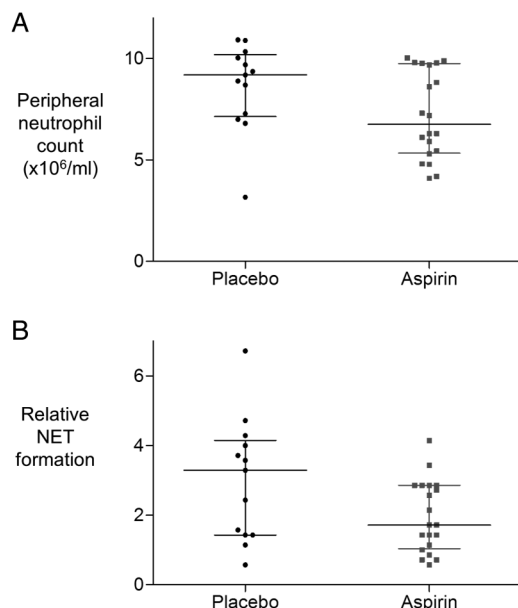 A
Peripheral
neutrophil
count
(x10⁶/ml)
10
5
0
Placebo
Aspirin
B
Relative
NET
formation
6
4
2
0
Placebo
Aspirin